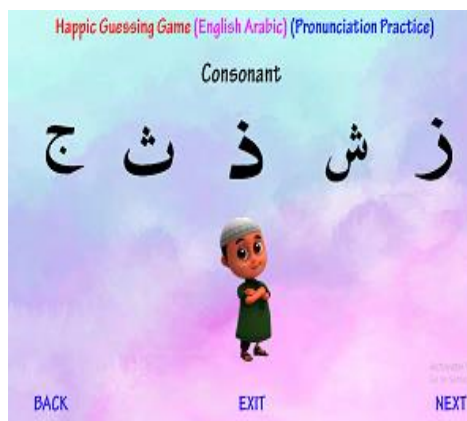 Happic Guessing Game (English Arabic) (Pronunciation Practice)
Consonant
ج ث ذ ش ز
BACK EXIT NEXT